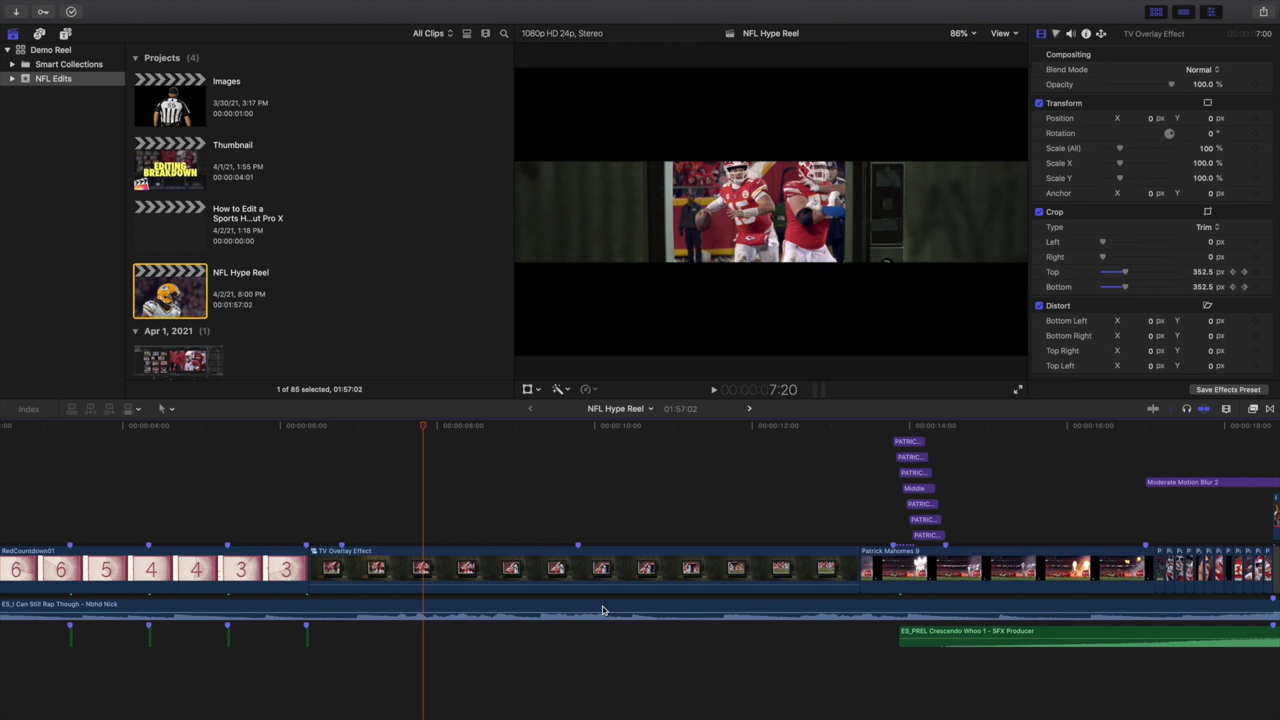 All Clips
1080p HD 24p, Stereo
NFL Hype Reel
86%
View
TV Overlay Effect
7:00
Demo Reel
Smart Collections
NFL Edits
Projects (4)
Images
3/30/21, 3:17 PM
00:00:01:00
EDITING
BREAKDOWN
Thumbnail
4/1/21, 1:55 PM
00:00:04:01
How to Edit a
Sports H...ut Pro X
4/2/21, 1:18 PM
00:00:00:00
NFL Hype Reel
4/2/21, 8:00 PM
00:01:57:02
Apr 1, 2021 (1)
1 of 85 selected, 01:57:02
15
00:00:00:07:20
Compositing
Blend Mode Normal
Opacity 100.0 %
Transform
Position X 0 px Y 0 px
Rotation 0 °
Scale (All) 100 %
Scale X 100.0 %
Scale Y 100.0 %
Anchor X 0 px Y 0 px
Crop
Type Trim
Left 0 px
Right 0 px
Top 352.5 px
Bottom 352.5 px
Distort
Bottom Left X 0 px Y 0 px
Bottom Right X 0 px Y 0 px
Top Right X 0 px Y 0 px
Top Left X 0 px Y 0 px
Save Effects Preset
Index
NFL Hype Reel
01:57:02
00:00:04:00
00:00:06:00
00:00:08:00
00:00:10:00
00:00:12:00
00:00:14:00
00:00:16:00
00:00:18:00
PATRIC...
PATRIC...
PATRIC...
Middle
PATRIC...
PATRIC...
PATRIC...
Moderate Motion Blur 2
RedCountdown01
TV Overlay Effect
Patrick Mahomes 9
6 6 5 4 4 3 3
ES_I Can Still Rap Though - Nbhd Nick
ES_PREL Crescendo Whoo 1 - SFX Producer